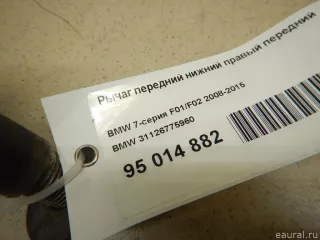 Рычаг передний нижний правый передний
BMW 7-серия F01/F02 2008-2015
BMW 31126775960
95 014 882
eaural.ru